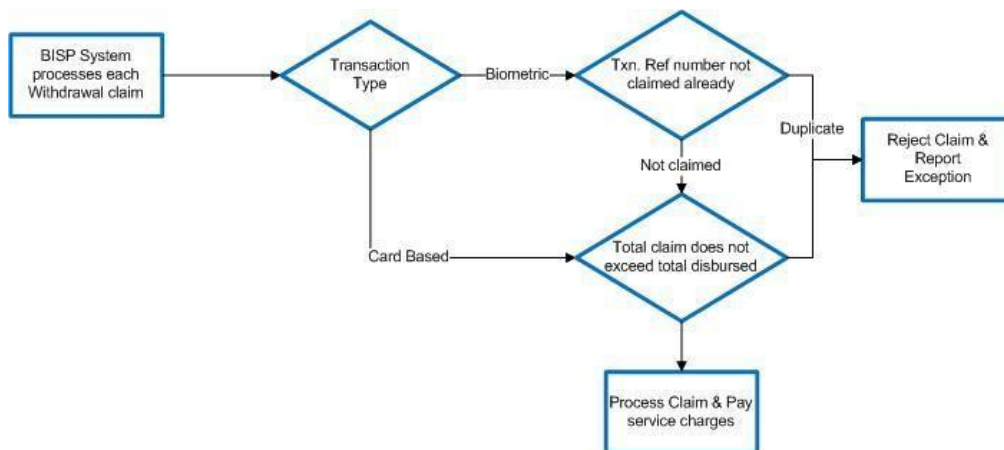 BISP System
processes each
Withdrawal claim
Transaction
Type
Biometric
Txn. Ref number not
claimed already
Duplicate
Reject Claim &
Report
Exception
Not claimed
Card Based
Total claim does not
exceed total disbursed
Process Claim & Pay
service charges